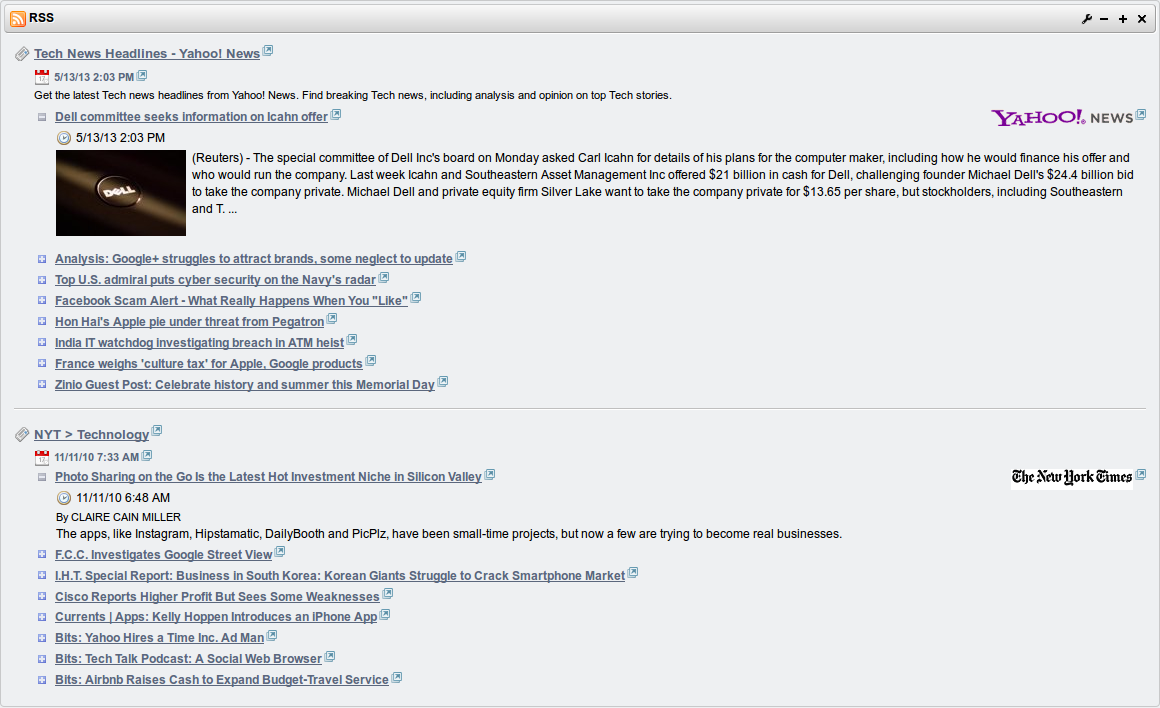 RSS
Tech News Headlines - Yahoo! News
5/13/13 2:03 PM
Get the latest Tech news headlines from Yahoo! News. Find breaking Tech news, including analysis and opinion on top Tech stories.
Dell committee seeks information on Icahn offer
YAHOO! NEWS
5/13/13 2:03 PM
DELL
(Reuters) - The special committee of Dell Inc's board on Monday asked Carl Icahn for details of his plans for the computer maker, including how he would finance his offer and
who would run the company. Last week Icahn and Southeastern Asset Management Inc offered $21 billion in cash for Dell, challenging founder Michael Dell's $24.4 billion bid
to take the company private. Michael Dell and private equity firm Silver Lake want to take the company private for $13.65 per share, but stockholders, including Southeastern
and T. ...
Analysis: Google+ struggles to attract brands, some neglect to update
Top U.S. admiral puts cyber security on the Navy's radar
Facebook Scam Alert - What Really Happens When You "Like"
Hon Hai's Apple pie under threat from Pegatron
India IT watchdog investigating breach in ATM heist
France weighs 'culture tax' for Apple, Google products
Zinio Guest Post: Celebrate history and summer this Memorial Day
NYT > Technology
11/11/10 7:33 AM
Photo Sharing on the Go Is the Latest Hot Investment Niche in Silicon Valley
The New York Times
11/11/10 6:48 AM
By CLAIRE CAIN MILLER
The apps, like Instagram, Hipstamatic, DailyBooth and PicPlz, have been small-time projects, but now a few are trying to become real businesses.
F.C.C. Investigates Google Street View
I.H.T. Special Report: Business in South Korea: Korean Giants Struggle to Crack Smartphone Market
Cisco Reports Higher Profit But Sees Some Weaknesses
Currents | Apps: Kelly Hoppen Introduces an iPhone App
Bits: Yahoo Hires a Time Inc. Ad Man
Bits: Tech Talk Podcast: A Social Web Browser
Bits: Airbnb Raises Cash to Expand Budget-Travel Service